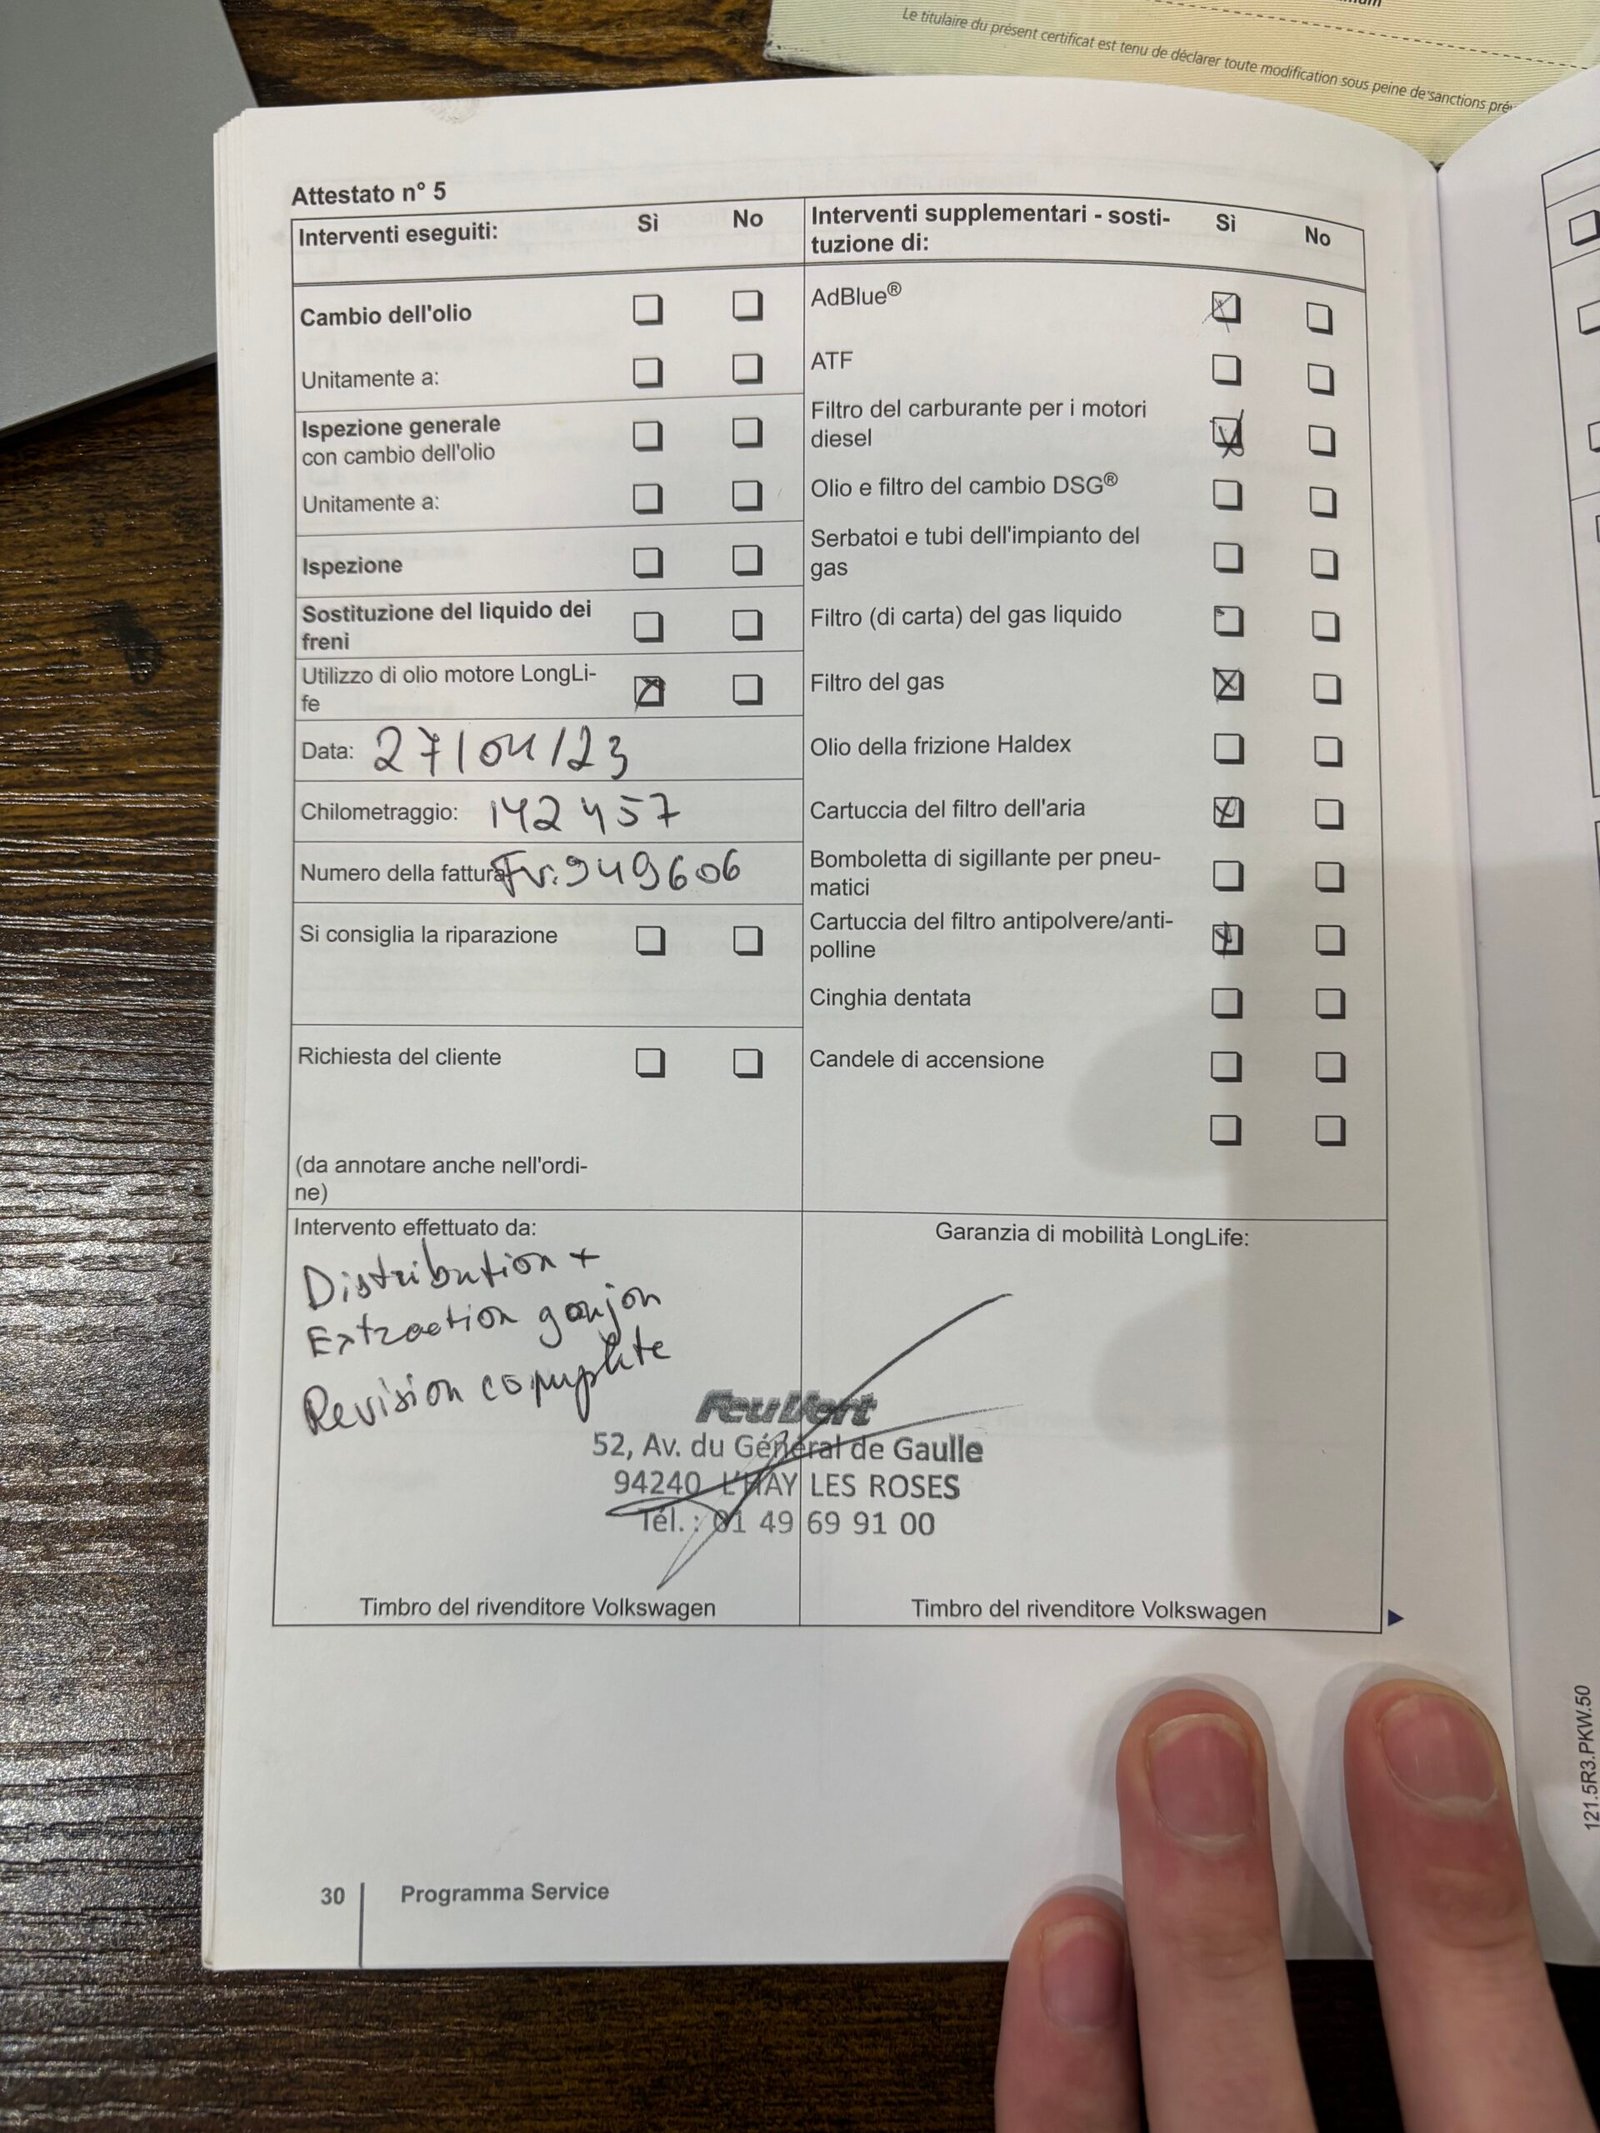 Le titulaire du présent certificat est tenu de déclarer toute modification sous peine de sanctions
Attestato n° 5
Interventi eseguiti: Sì No
Cambio dell'olio
Unitamente a:
Ispezione generale
con cambio dell'olio
Unitamente a:
Ispezione
Sostituzione del liquido dei
freni
Utilizzo di olio motore LongLi-
fe
Data: 27/04/23
Chilometraggio: 142 457
Numero della fattura Fv:949606
Si consiglia la riparazione
Richiesta del cliente
(da annotare anche nell'ordi-
ne)
Interventi supplementari - sosti- Sì No
tuzione di:
AdBlue®
ATF
Filtro del carburante per i motori
diesel
Olio e filtro del cambio DSG®
Serbatoi e tubi dell'impianto del
gas
Filtro (di carta) del gas liquido
Filtro del gas
Olio della frizione Haldex
Cartuccia del filtro dell'aria
Bomboletta di sigillante per pneu-
matici
Cartuccia del filtro antipolvere/anti-
polline
Cinghia dentata
Candele di accensione
Intervento effettuato da:
Distribution +
Extraction goujon
Revision complete
Feu Vert
52, Av. du Général de Gaulle
94240 L'HAY LES ROSES
Tél. : 01 49 69 91 00
Timbro del rivenditore Volkswagen
Garanzia di mobilità LongLife:
Timbro del rivenditore Volkswagen
30 Programma Service
121.5R3.PKW.50